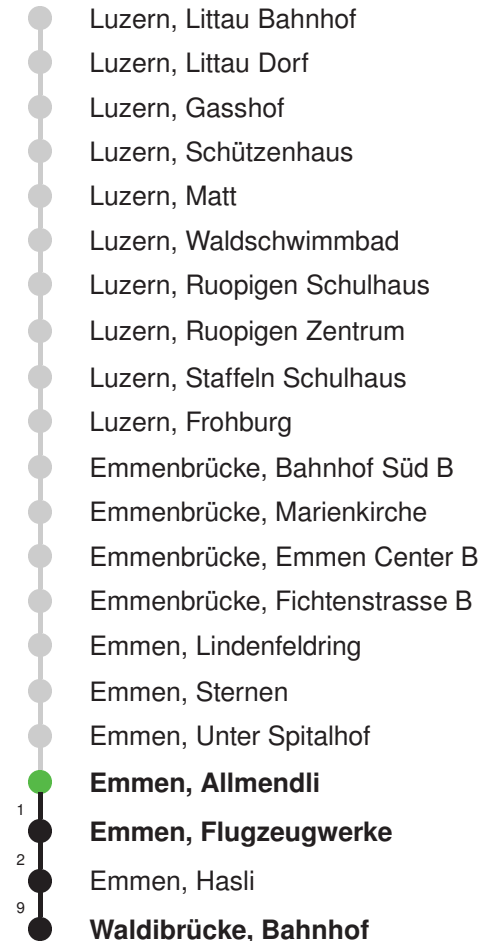 Luzern, Littau Bahnhof
Luzern, Littau Dorf
Luzern, Gasshof
Luzern, Schützenhaus
Luzern, Matt
Luzern, Waldschwimmbad
Luzern, Ruopigen Schulhaus
Luzern, Ruopigen Zentrum
Luzern, Staffeln Schulhaus
Luzern, Frohburg
Emmenbrücke, Bahnhof Süd B
Emmenbrücke, Marienkirche
Emmenbrücke, Emmen Center B
Emmenbrücke, Fichtenstrasse B
Emmen, Lindenfeldring
Emmen, Sternen
Emmen, Unter Spitalhof
Emmen, Allmendli
1 Emmen, Flugzeugwerke
2 Emmen, Hasli
9 Waldibrücke, Bahnhof